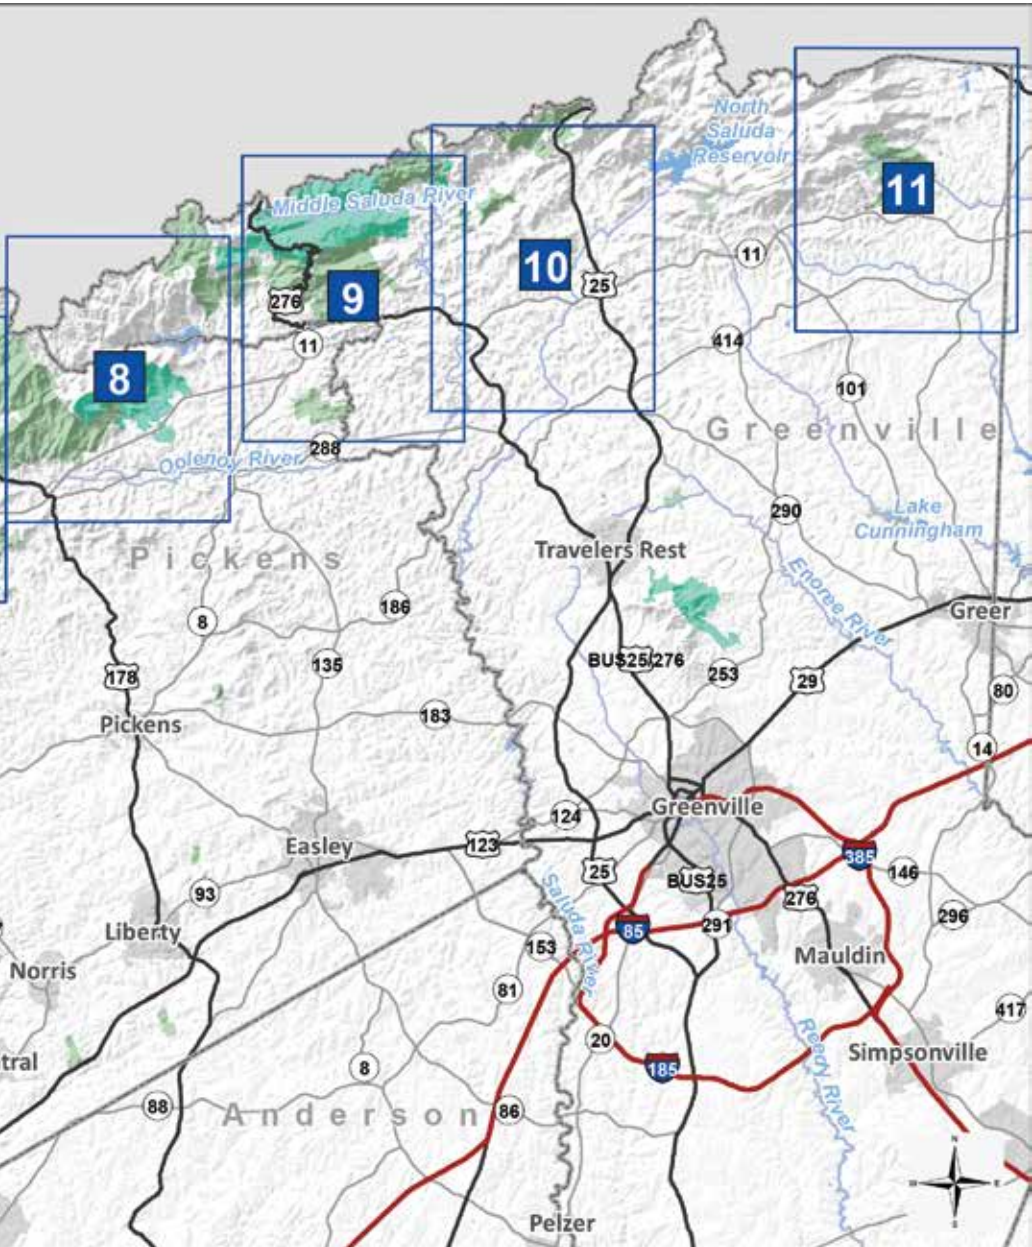 North
Saluda
Reservoir
11
Middle Saluda River
10
11
9
25
276
11
414
8
101
Greenville
288
Oolenoy River
290
Lake
Cunningham
Travelers Rest
Pickens
Enoree River
186
Greer
8
135
BUS25/276
253
178
29
80
183
Pickens
14
Greenville
124
Easley
123
385
25
146
BUS25
93
276
Saluda River
296
291
Liberty
85
153
Mauldin
Norris
81
417
Reedy River
20
Simpsonville
tral
8
185
88
Anderson
86
N
W
E
S
Pelzer